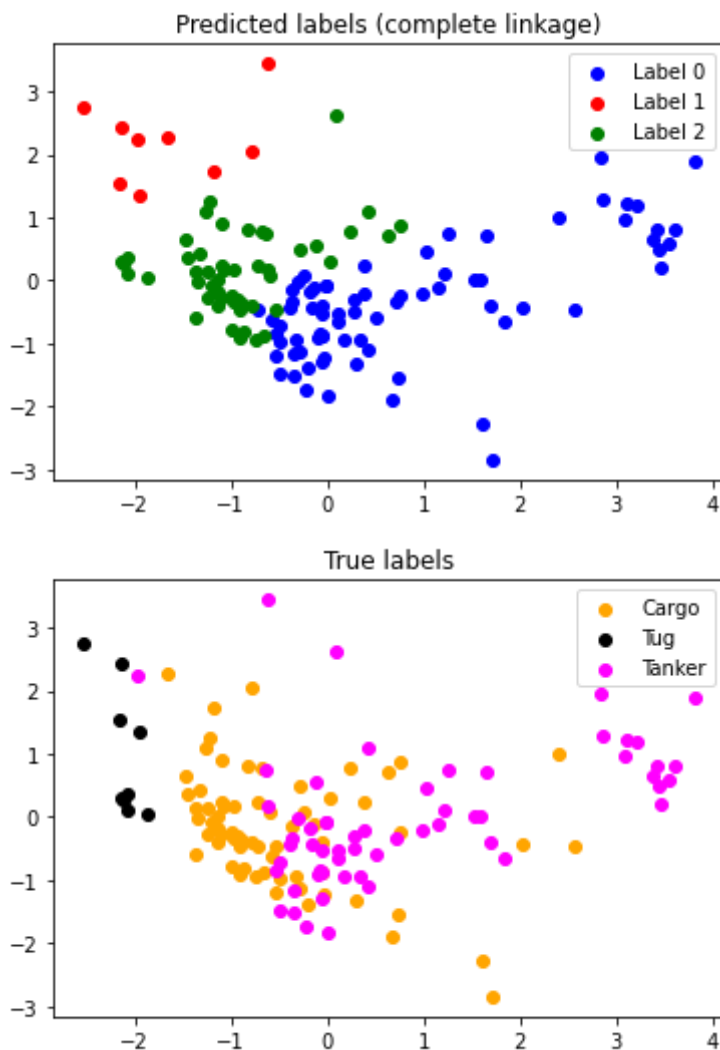 Predicted labels (complete linkage)
Label 0
Label 1
Label 2
3
2
1
0
−1
−2
−3
−2 −1 0 1 2 3 4
True labels
Cargo
Tug
Tanker
3
2
1
0
−1
−2
−3
−2 −1 0 1 2 3 4